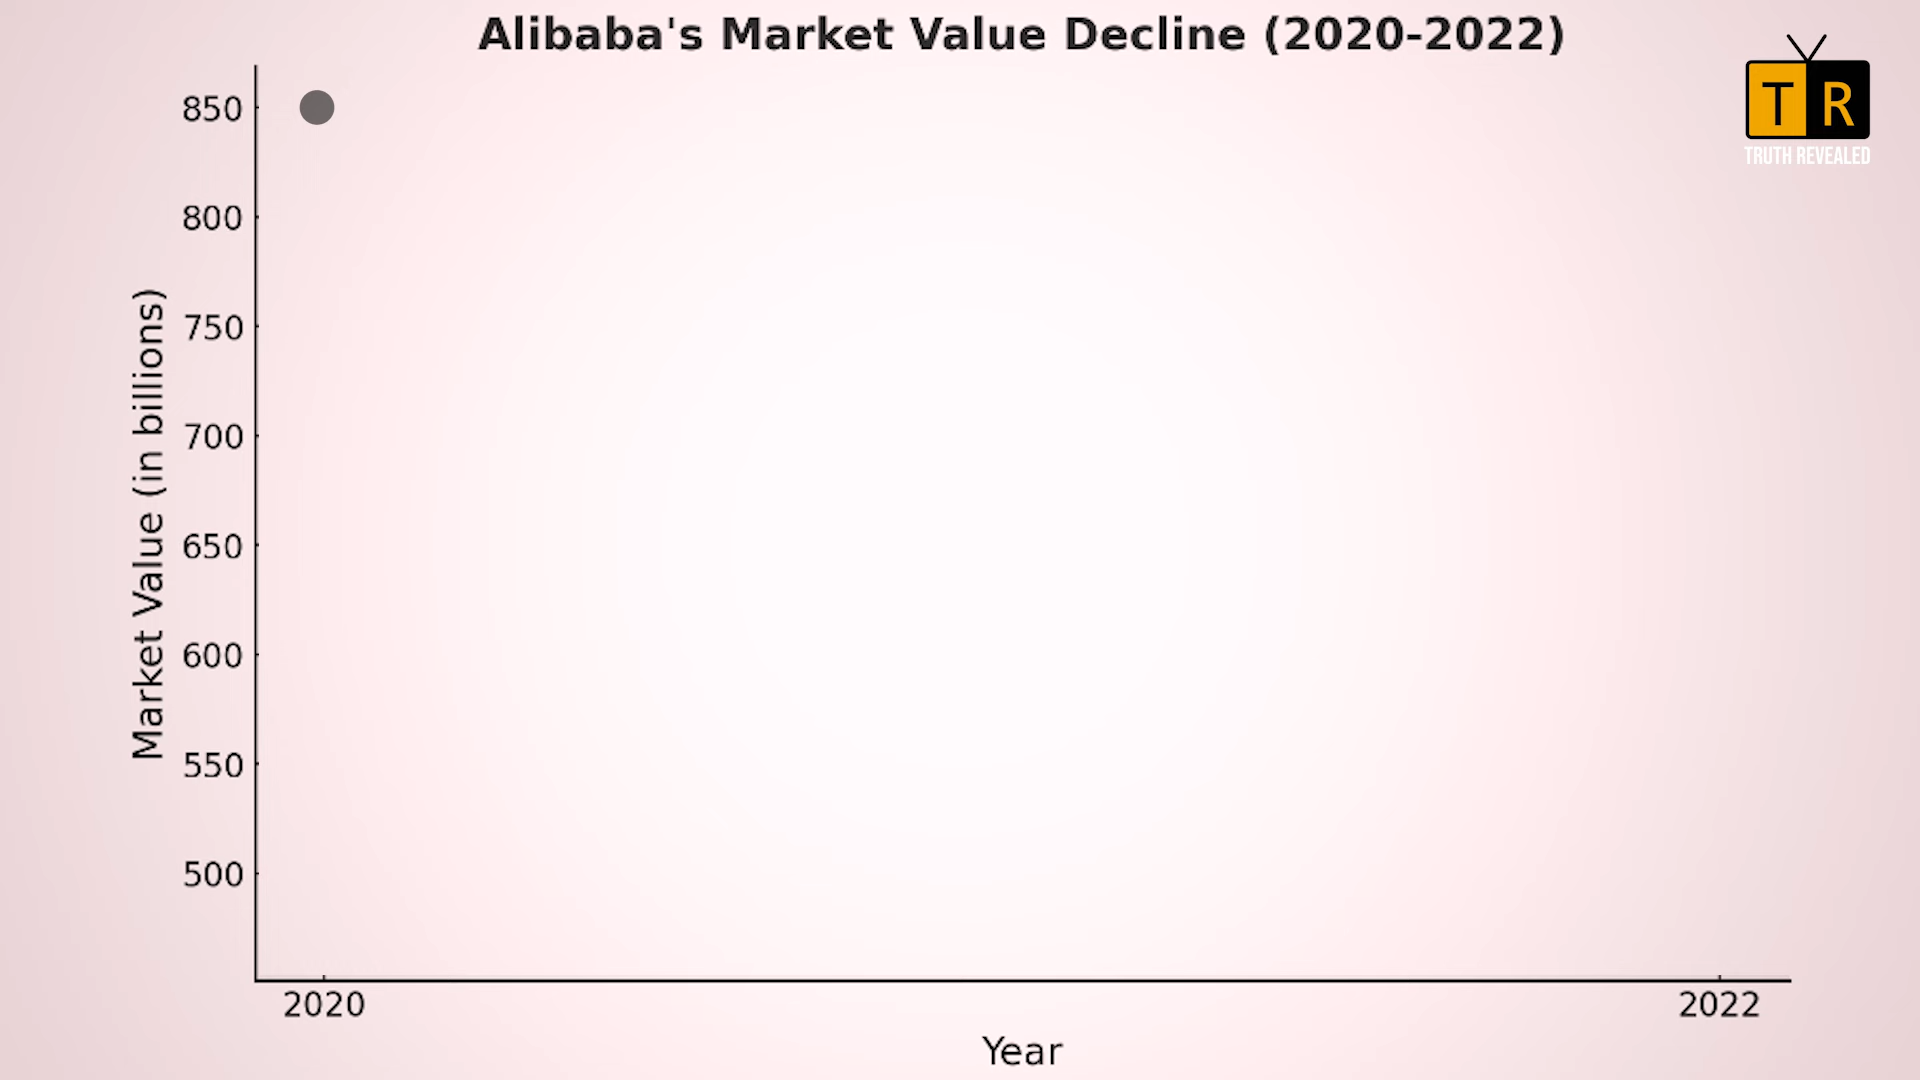 Alibaba's Market Value Decline (2020-2022)
T R
TRUTH REVEALED
850
800
750
700
650
600
550
500
Market Value (in billions)
2020
2022
Year